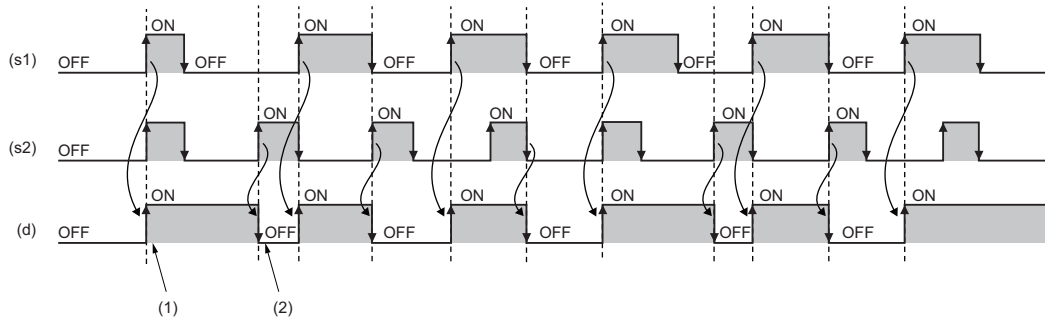 ON ON ON ON ON ON
(s1) OFF OFF OFF OFF OFF OFF
ON ON ON ON ON ON
(s2) OFF
ON ON ON ON ON ON
(d) OFF OFF OFF OFF OFF OFF
(1) (2)